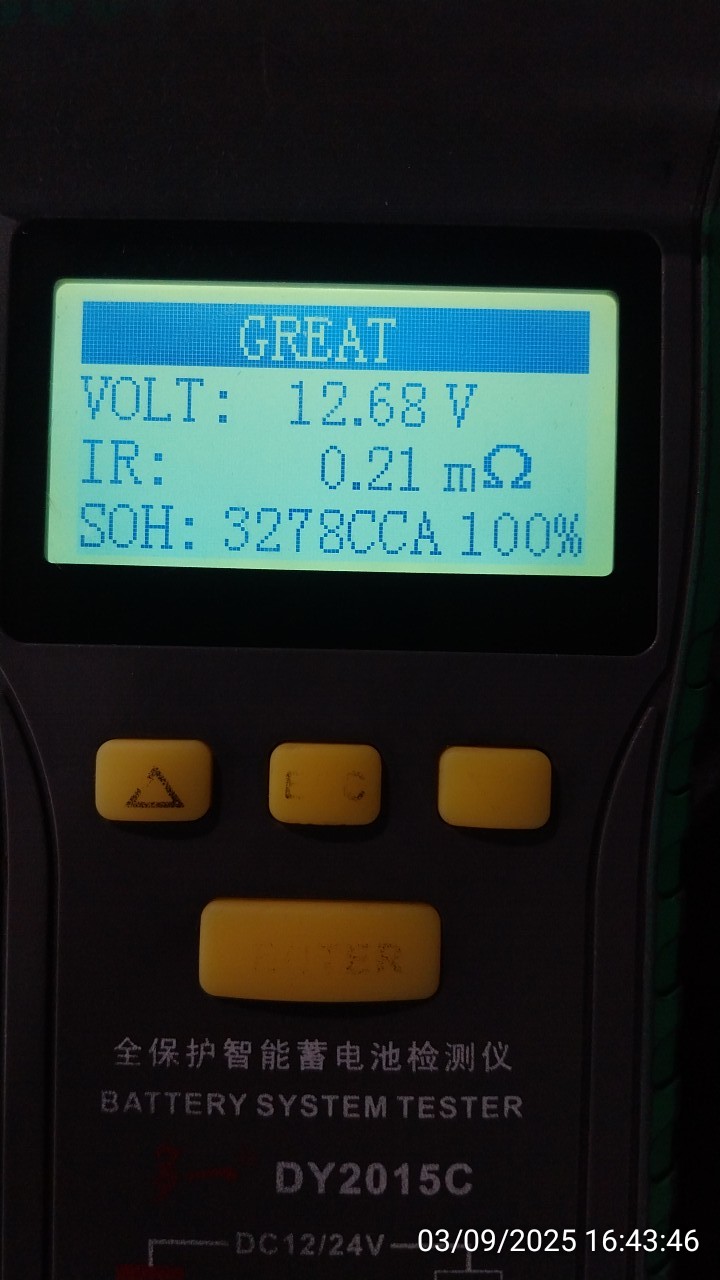 GREAT
VOLT: 12.68 V
IR: 0.21 mΩ
SOH: 3278CCA 100%
ENTER
全保护智能蓄电池检测仪
BATTERY SYSTEM TESTER
DY2015C
DC12/24V
03/09/2025 16:43:46